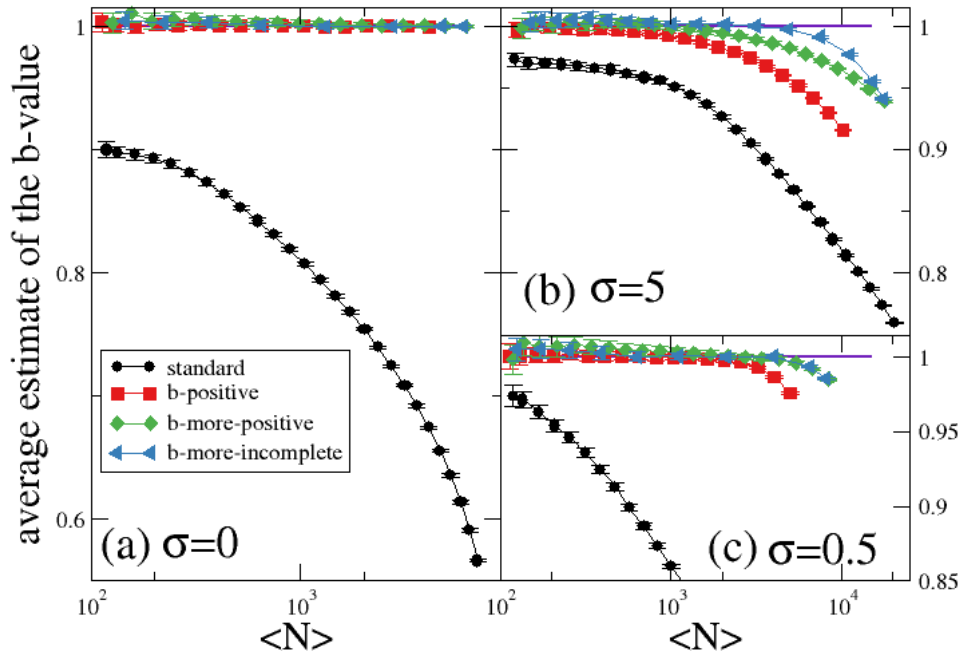 average estimate of the b-value
1
0.8
0.6
standard
b-positive
b-more-positive
b-more-incomplete
(a) σ=0
10²
10³
<N>
1
0.9
0.8
(b) σ=5
1
0.95
0.9
0.85
(c) σ=0.5
10²
10³
10⁴
<N>